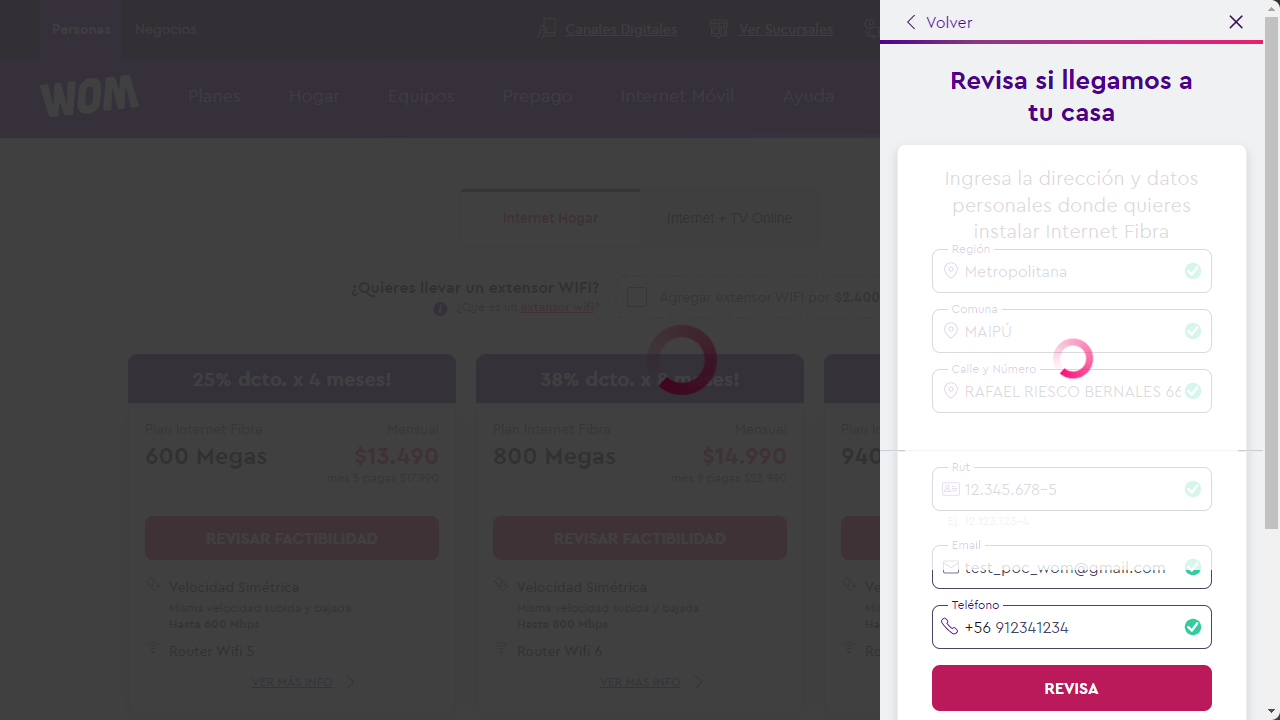 Personas
Negocios
Canales Digitales
Ver Sucursales
WOM
Planes
Hogar
Equipos
Prepago
Internet Móvil
Ayuda
Internet Hogar
Internet + TV Online
¿Quieres llevar un extensor WIFI?
¿Qué es un extensor wifi?
Agregar extensor WIFI por $2.400
25% dcto. x 4 meses!
Plan Internet Fibra
Mensual
600 Megas
$13.490
mes 5 pagas $17.990
REVISAR FACTIBILIDAD
Velocidad Simétrica
Misma velocidad subida y bajada
Hasta 600 Mbps
Router Wifi 5
VER MÁS INFO
38% dcto. x 8 meses!
Plan Internet Fibra
Mensual
800 Megas
$14.990
mes 9 pagas $23.990
REVISAR FACTIBILIDAD
Velocidad Simétrica
Misma velocidad subida y bajada
Hasta 800 Mbps
Router Wifi 6
VER MÁS INFO
Plan In
940
Ve
Mi
Ha
Ro
Volver
Revisa si llegamos a
tu casa
Ingresa la dirección y datos
personales donde quieres
instalar Internet Fibra
Región
Metropolitana
Comuna
MAIPÚ
Calle y Número
RAFAEL RIESCO BERNALES 66
Rut
12.345.678-5
Ej. 12.123.123-4
Email
test_poc_wom@gmail.com
Teléfono
+56 912341234
REVISA